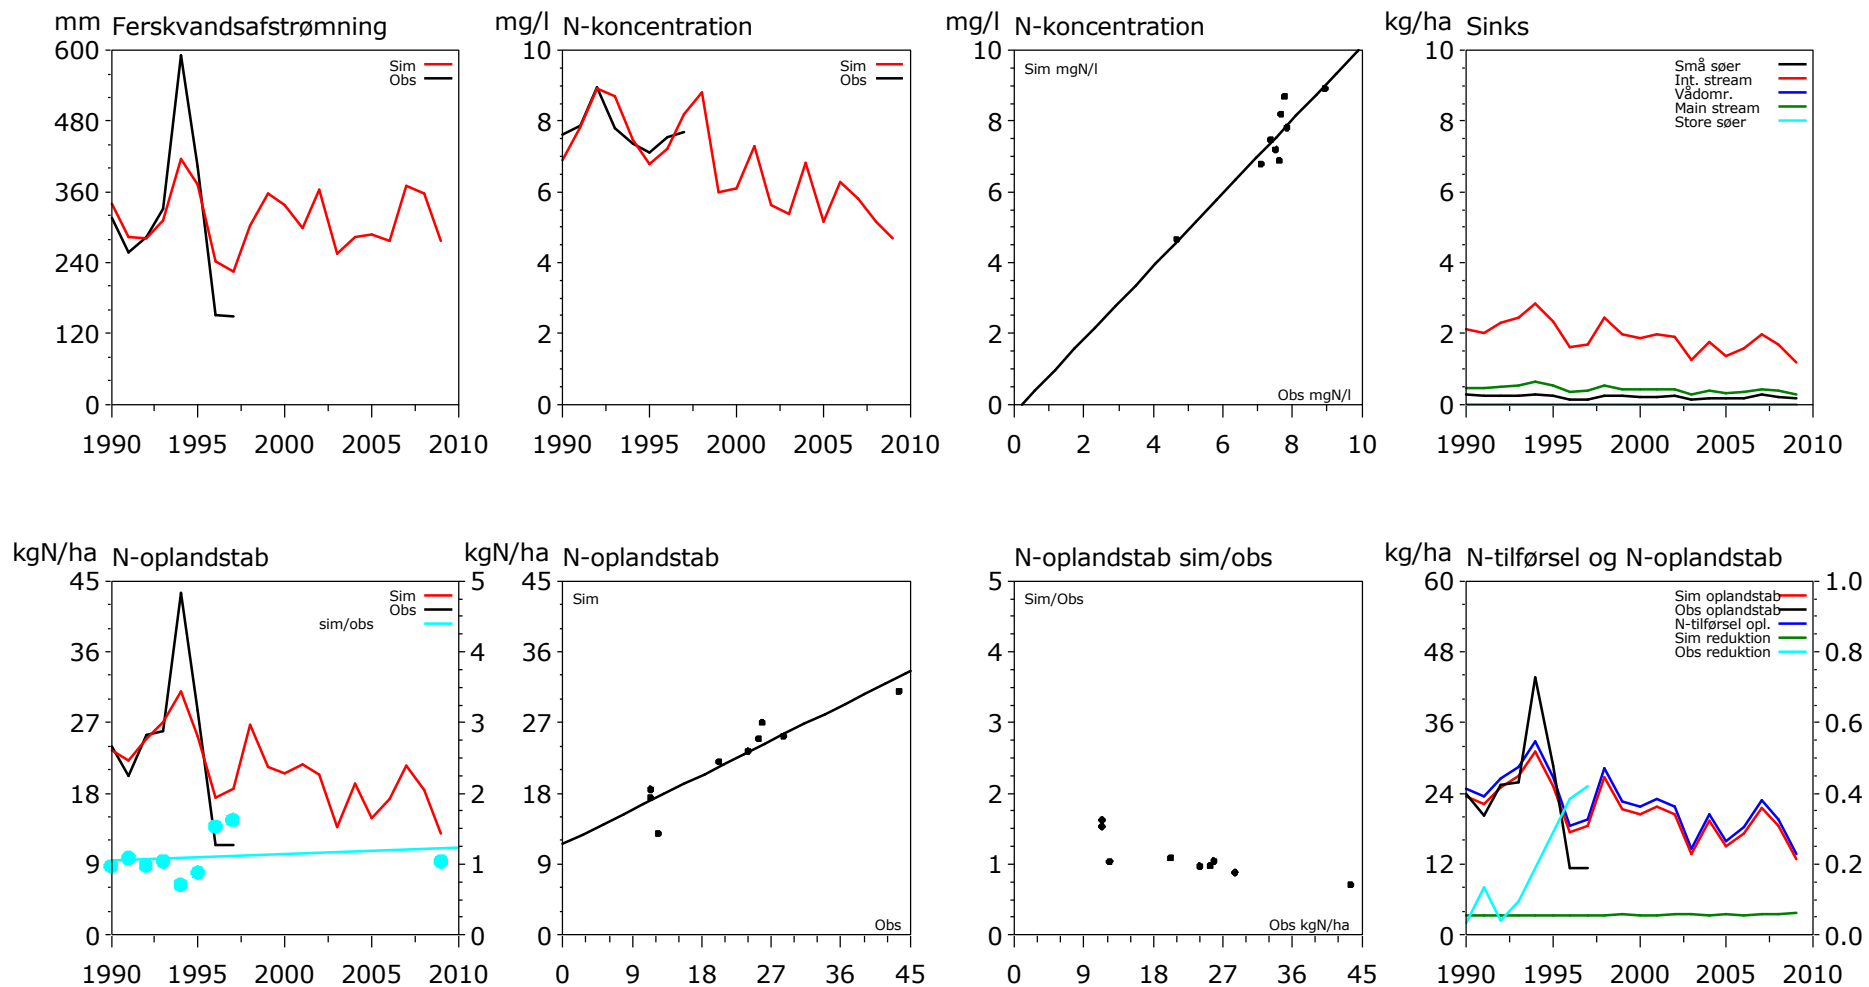 mm Ferskvandsafstrømning
600
480
360
240
120
0
1990 1995 2000 2005 2010
Sim
Obs
mg/l N-koncentration
10
8
6
4
2
0
1990 1995 2000 2005 2010
Sim
Obs
mg/l N-koncentration
10
8
6
4
2
0
0 2 4 6 8 10
Sim mgN/l
Obs mgN/l
kg/ha Sinks
10
8
6
4
2
0
1990 1995 2000 2005 2010
Små søer
Int. stream
Vådomr.
Main stream
Store søer
kgN/ha N-oplandstab
45
36
27
18
9
0
5
4
3
2
1
0
1990 1995 2000 2005 2010
Sim
Obs
sim/obs
kgN/ha N-oplandstab
45
36
27
18
9
0
0 9 18 27 36 45
Sim
Obs
N-oplandstab sim/obs
5
4
3
2
1
0
0 9 18 27 36 45
Sim/Obs
Obs kgN/ha
kg/ha N-tilførsel og N-oplandstab
60
48
36
24
12
0
1.0
0.8
0.6
0.4
0.2
0.0
1990 1995 2000 2005 2010
Sim oplandstab
Obs oplandstab
N-tilførsel opl.
Sim reduktion
Obs reduktion